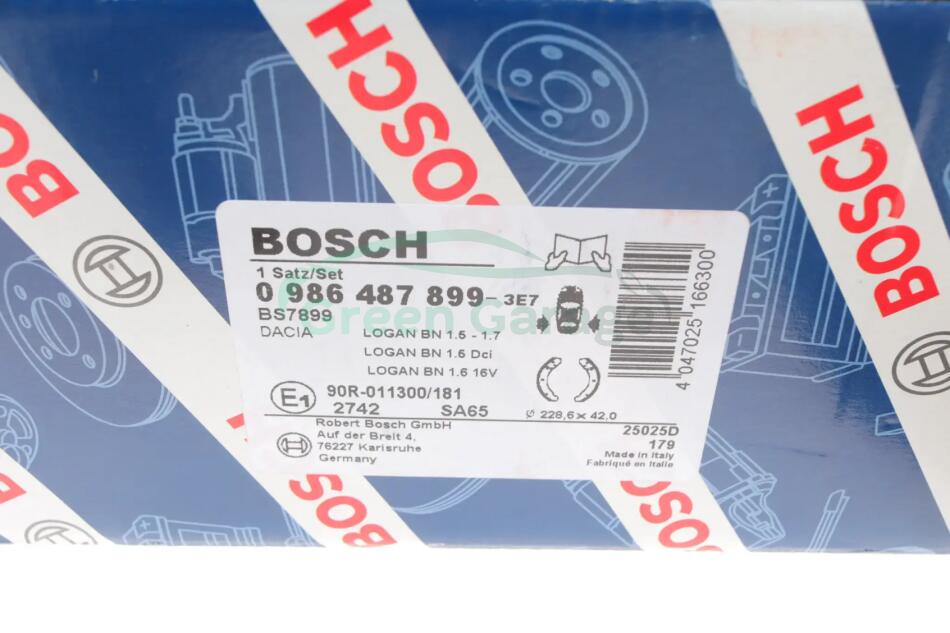 BOSCH
BOSCH
BOSCH
BOSCH
1 Satz/Set
0 986 487 899 - 3E7
BS7899
DACIA LOGAN BN 1.5 - 1.7
LOGAN BN 1.5 Dci
LOGAN BN 1.6 16V
Green Garage
4 047025 166300
E1 90R-011300/181
2742 SA65
Ø 228,6 x 42,0
Robert Bosch GmbH
Auf der Breit 4,
76227 Karlsruhe
Germany
25025D
179
Made in Italy
Fabriqué en Italie
BOSCH
BOSCH